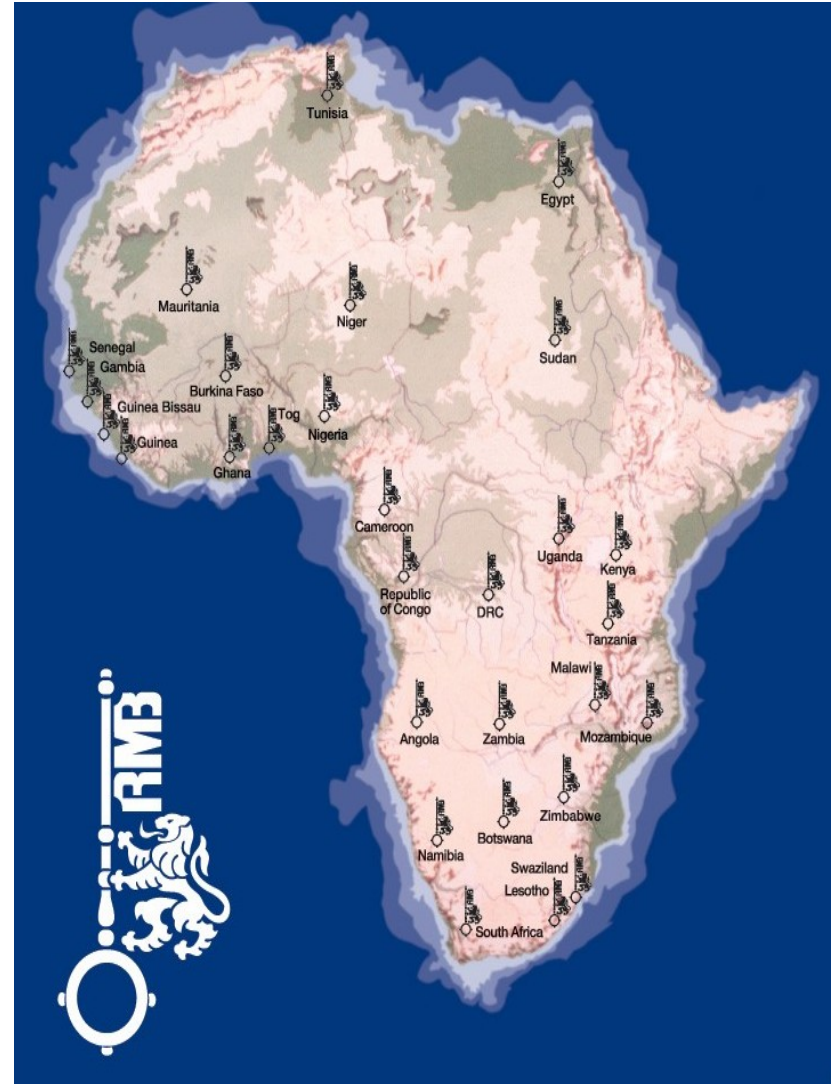 Tunisia
Egypt
Mauritania
Niger
Sudan
Senegal
Gambia
Burkina Faso
Guinea Bissau
Tog
Nigeria
Guinea
Ghana
Cameroon
Uganda
Kenya
Republic
of Congo
DRC
Tanzania
Malawi
Angola
Zambia
Mozambique
Zimbabwe
Botswana
Namibia
Swaziland
Lesotho
South Africa
RMB